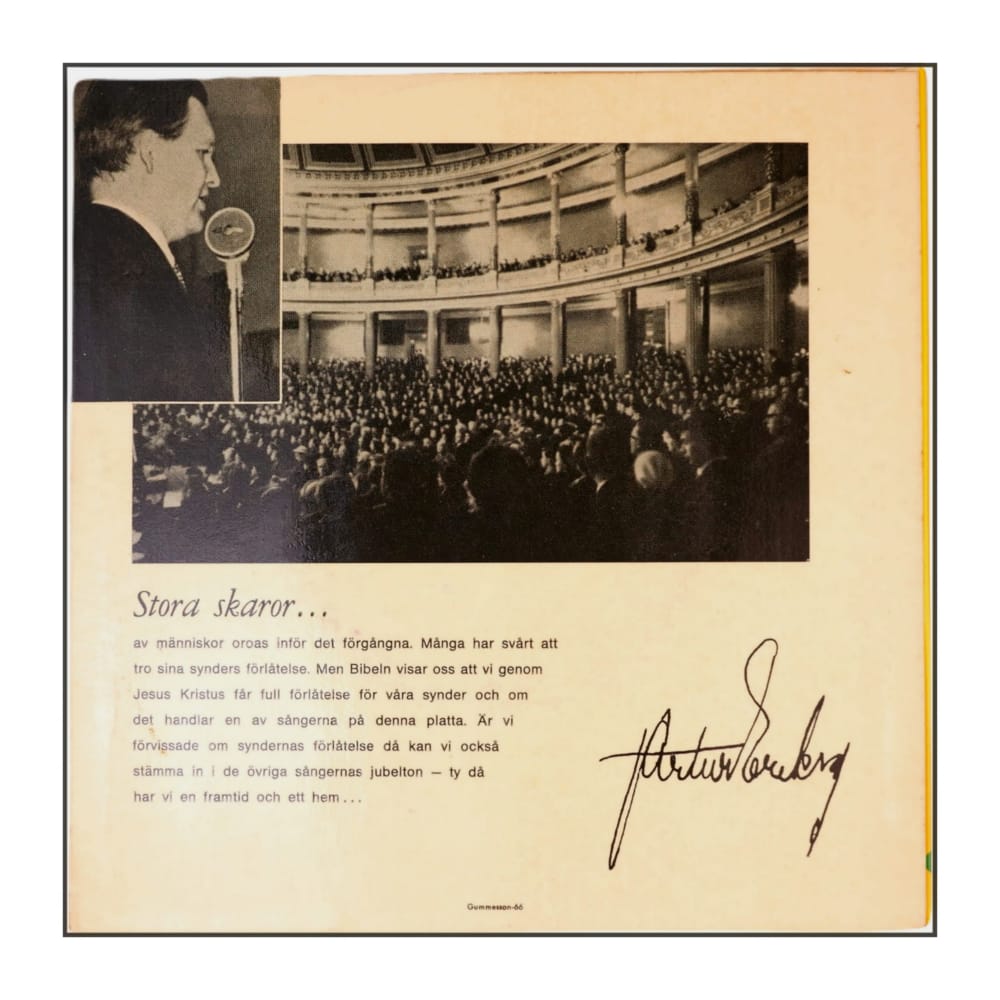 Stora skaror...
av människor oroas inför det förgångna. Många har svårt att
tro sina synders förlåtelse. Men Bibeln visar oss att vi genom
Jesus Kristus får full förlåtelse för våra synder och om
det handlar en av sångerna på denna platta. Är vi
förvissade om syndernas förlåtelse då kan vi också
stämma in i de övriga sångernas jubelton — ty då
har vi en framtid och ett hem...
Artur Erikson
Gummesson-66